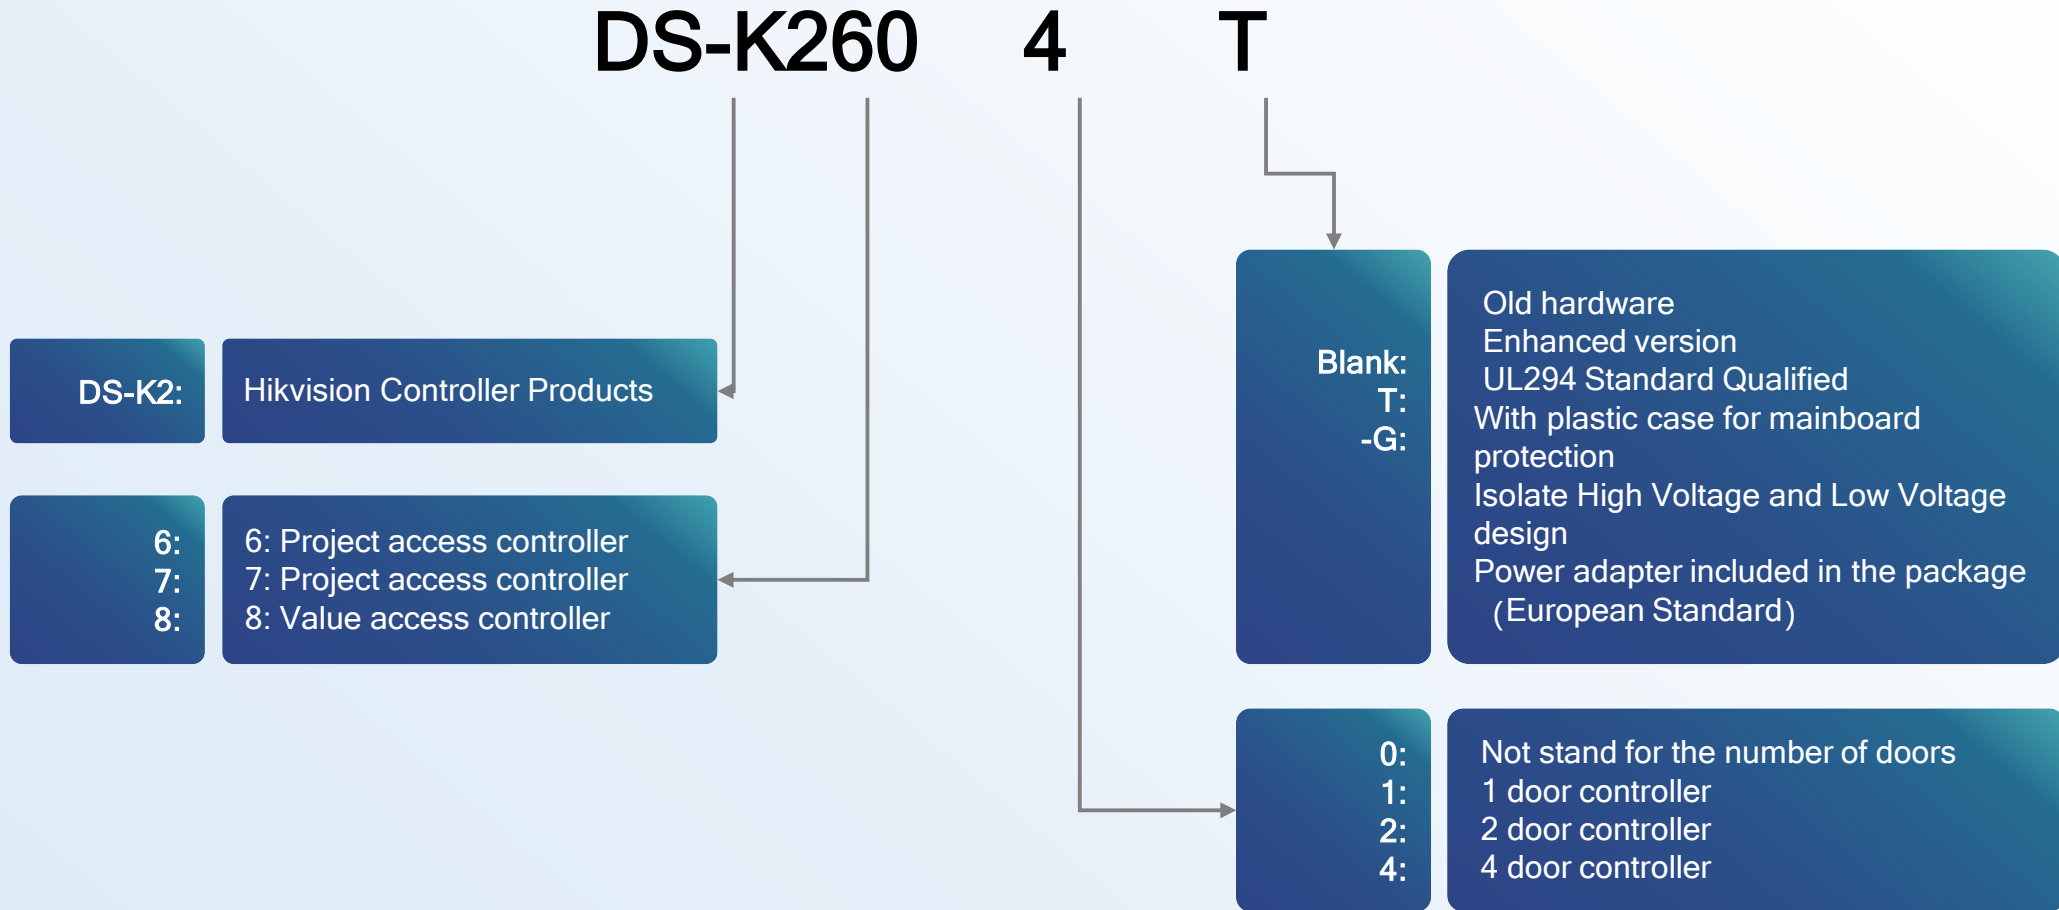 DS-K260 4 T
DS-K2:
Hikvision Controller Products
6:
7:
8:
6: Project access controller
7: Project access controller
8: Value access controller
Blank:
T:
-G:
Old hardware
Enhanced version
UL294 Standard Qualified
With plastic case for mainboard
protection
Isolate High Voltage and Low Voltage
design
Power adapter included in the package
（European Standard）
0:
1:
2:
4:
Not stand for the number of doors
1 door controller
2 door controller
4 door controller